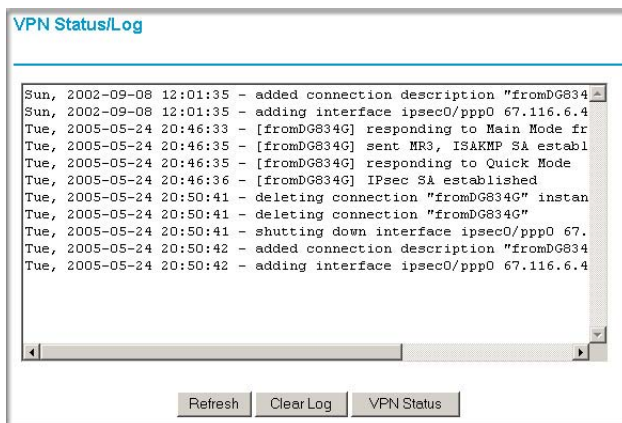 VPN Status/Log
Sun, 2002-09-08 12:01:35 - added connection description "fromDG834
Sun, 2002-09-08 12:01:35 - adding interface ipsec0/ppp0 67.116.6.4
Tue, 2005-05-24 20:46:33 - [fromDG834G] responding to Main Mode fr
Tue, 2005-05-24 20:46:35 - [fromDG834G] sent MR3, ISAKMP SA establ
Tue, 2005-05-24 20:46:35 - [fromDG834G] responding to Quick Mode
Tue, 2005-05-24 20:46:36 - [fromDG834G] IPsec SA established
Tue, 2005-05-24 20:50:41 - deleting connection "fromDG834G" instan
Tue, 2005-05-24 20:50:41 - deleting connection "fromDG834G"
Tue, 2005-05-24 20:50:41 - shutting down interface ipsec0/ppp0 67.
Tue, 2005-05-24 20:50:42 - added connection description "fromDG834
Tue, 2005-05-24 20:50:42 - adding interface ipsec0/ppp0 67.116.6.4
Refresh Clear Log VPN Status